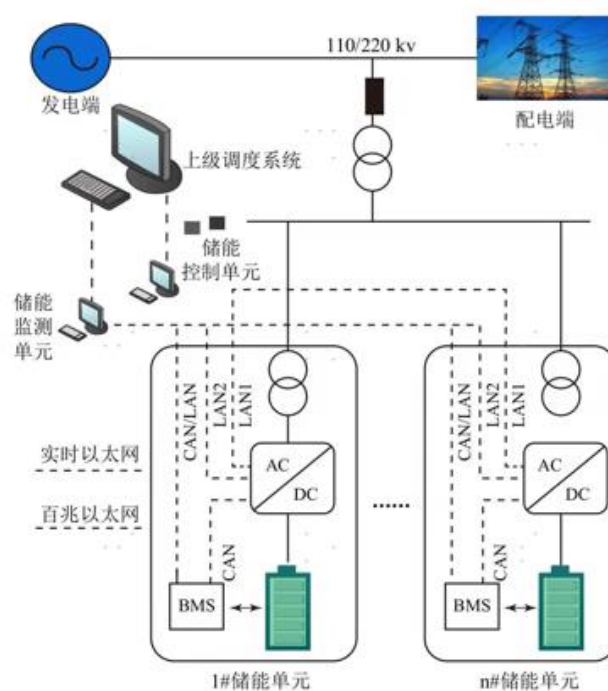 110/220 kv
发电端
配电端
上级调度系统
储能
控制单元
储能
监测
单元
CAN/LAN
LAN2
LAN1
CAN/LAN
LAN2
LAN1
实时以太网
AC
DC
AC
DC
百兆以太网
......
CAN
CAN
BMS
BMS
1#储能单元
n#储能单元